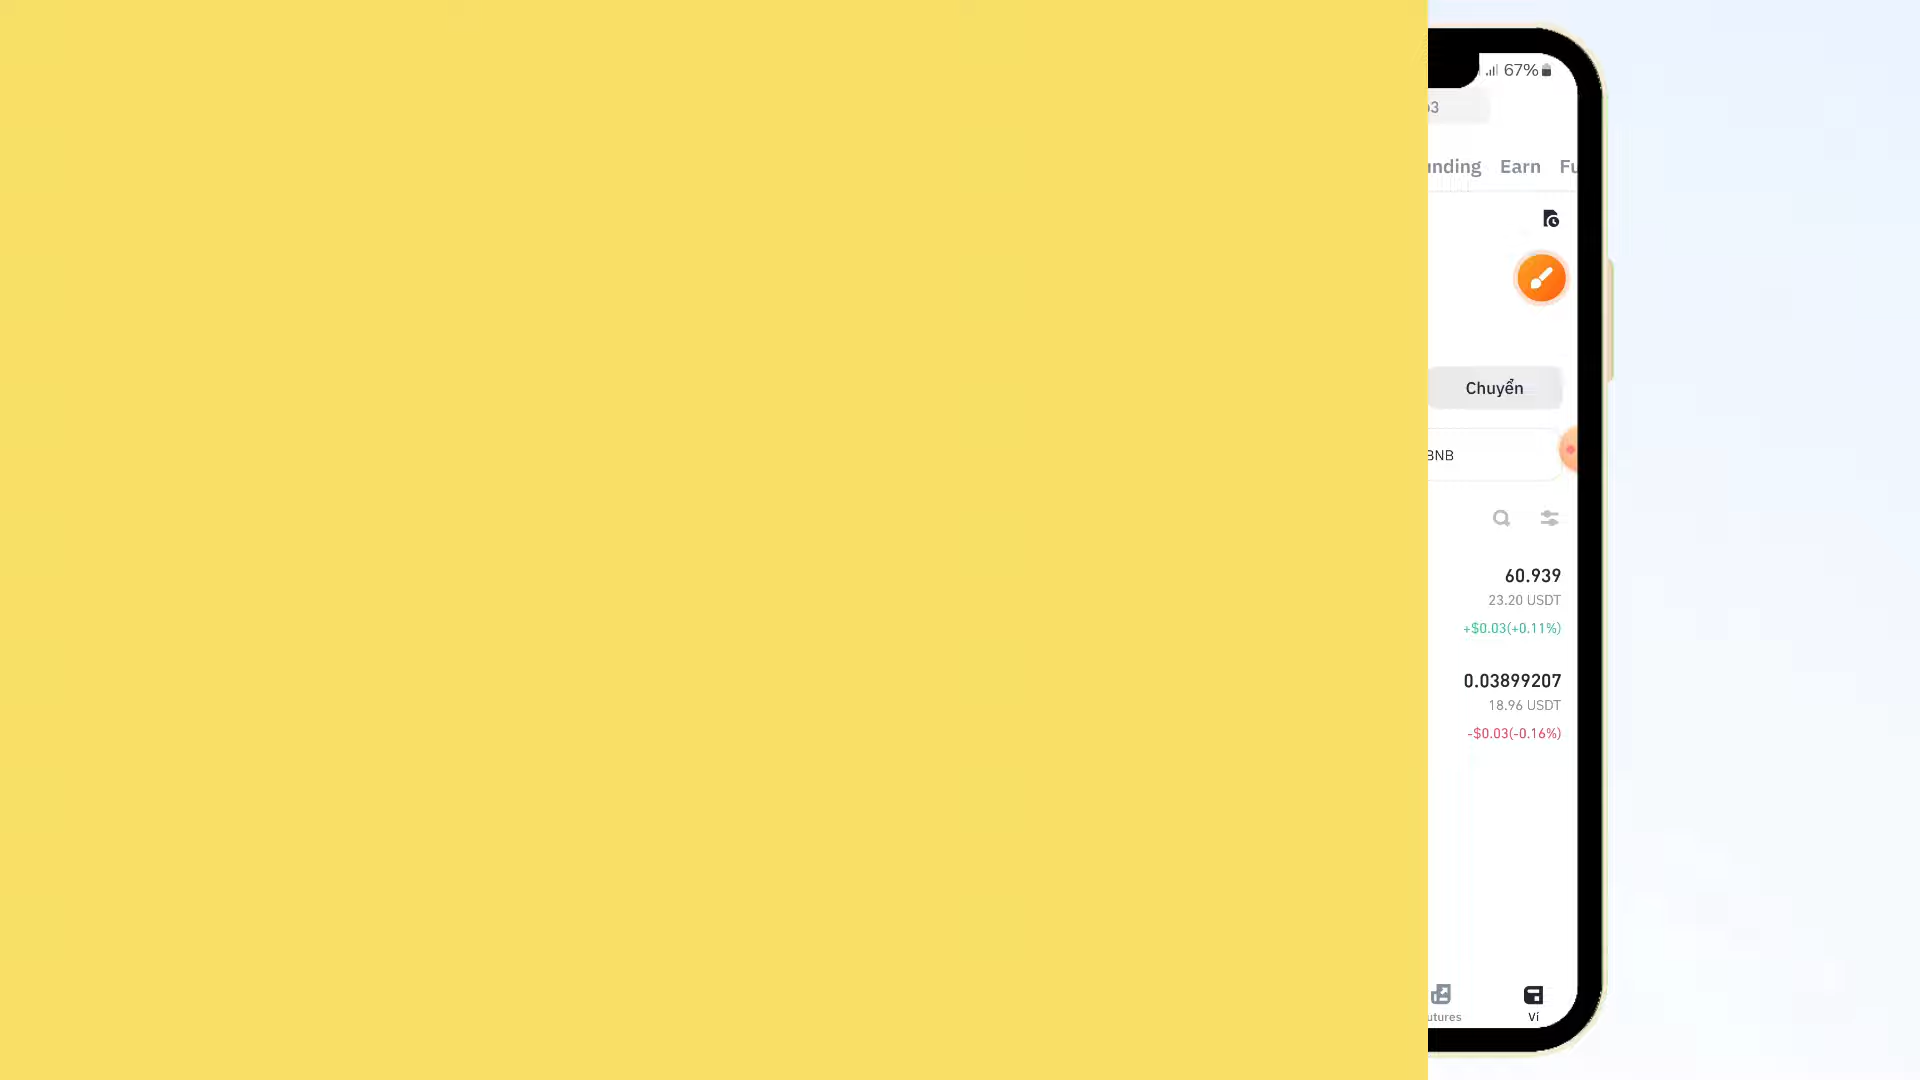 67%
Earn
Chuyển
BNB
60.939
23.20 USDT
+$0.03(+0.11%)
0.03899207
18.96 USDT
-$0.03(-0.16%)
Ví